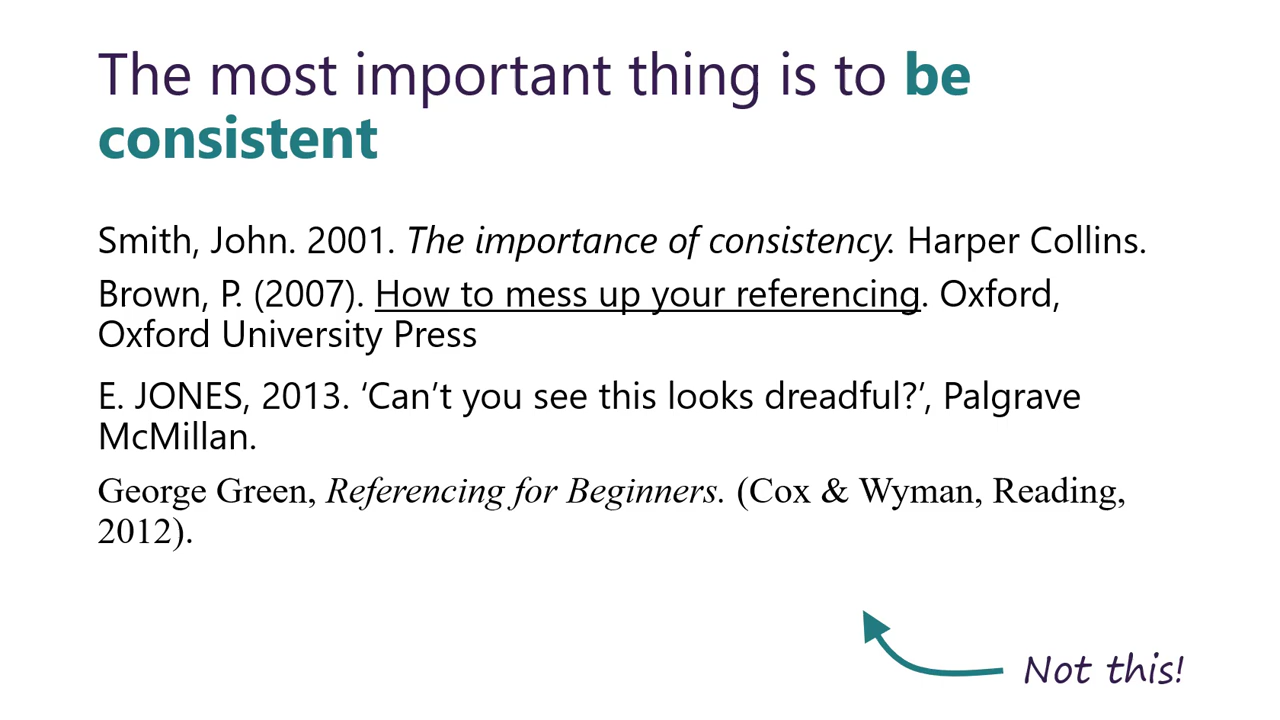 The most important thing is to be
consistent
Smith, John. 2001. The importance of consistency. Harper Collins.
Brown, P. (2007). How to mess up your referencing. Oxford,
Oxford University Press
E. JONES, 2013. ‘Can’t you see this looks dreadful?’, Palgrave
McMillan.
George Green, Referencing for Beginners. (Cox & Wyman, Reading,
2012).
Not this!